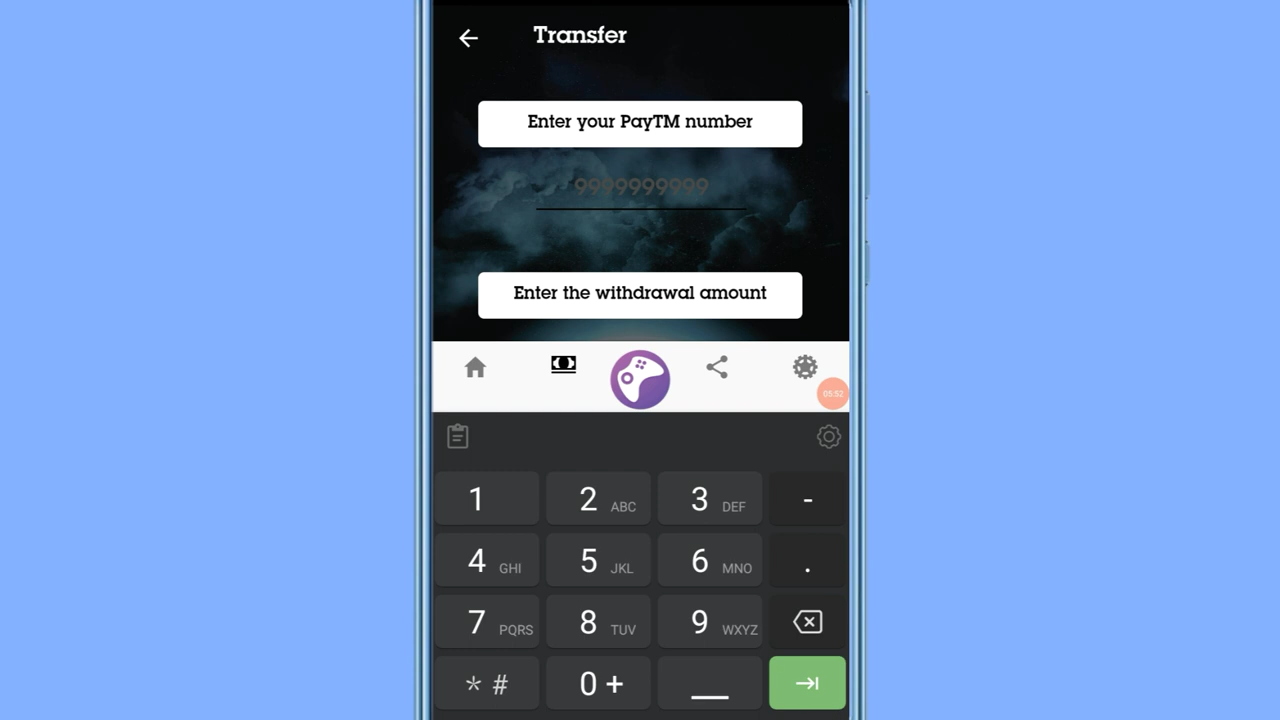 Transfer
Enter your PayTM number
9999999999
Enter the withdrawal amount
05:52
1 2 ABC 3 DEF -
4 GHI 5 JKL 6 MNO .
7 PQRS 8 TUV 9 WXYZ
* # 0 +